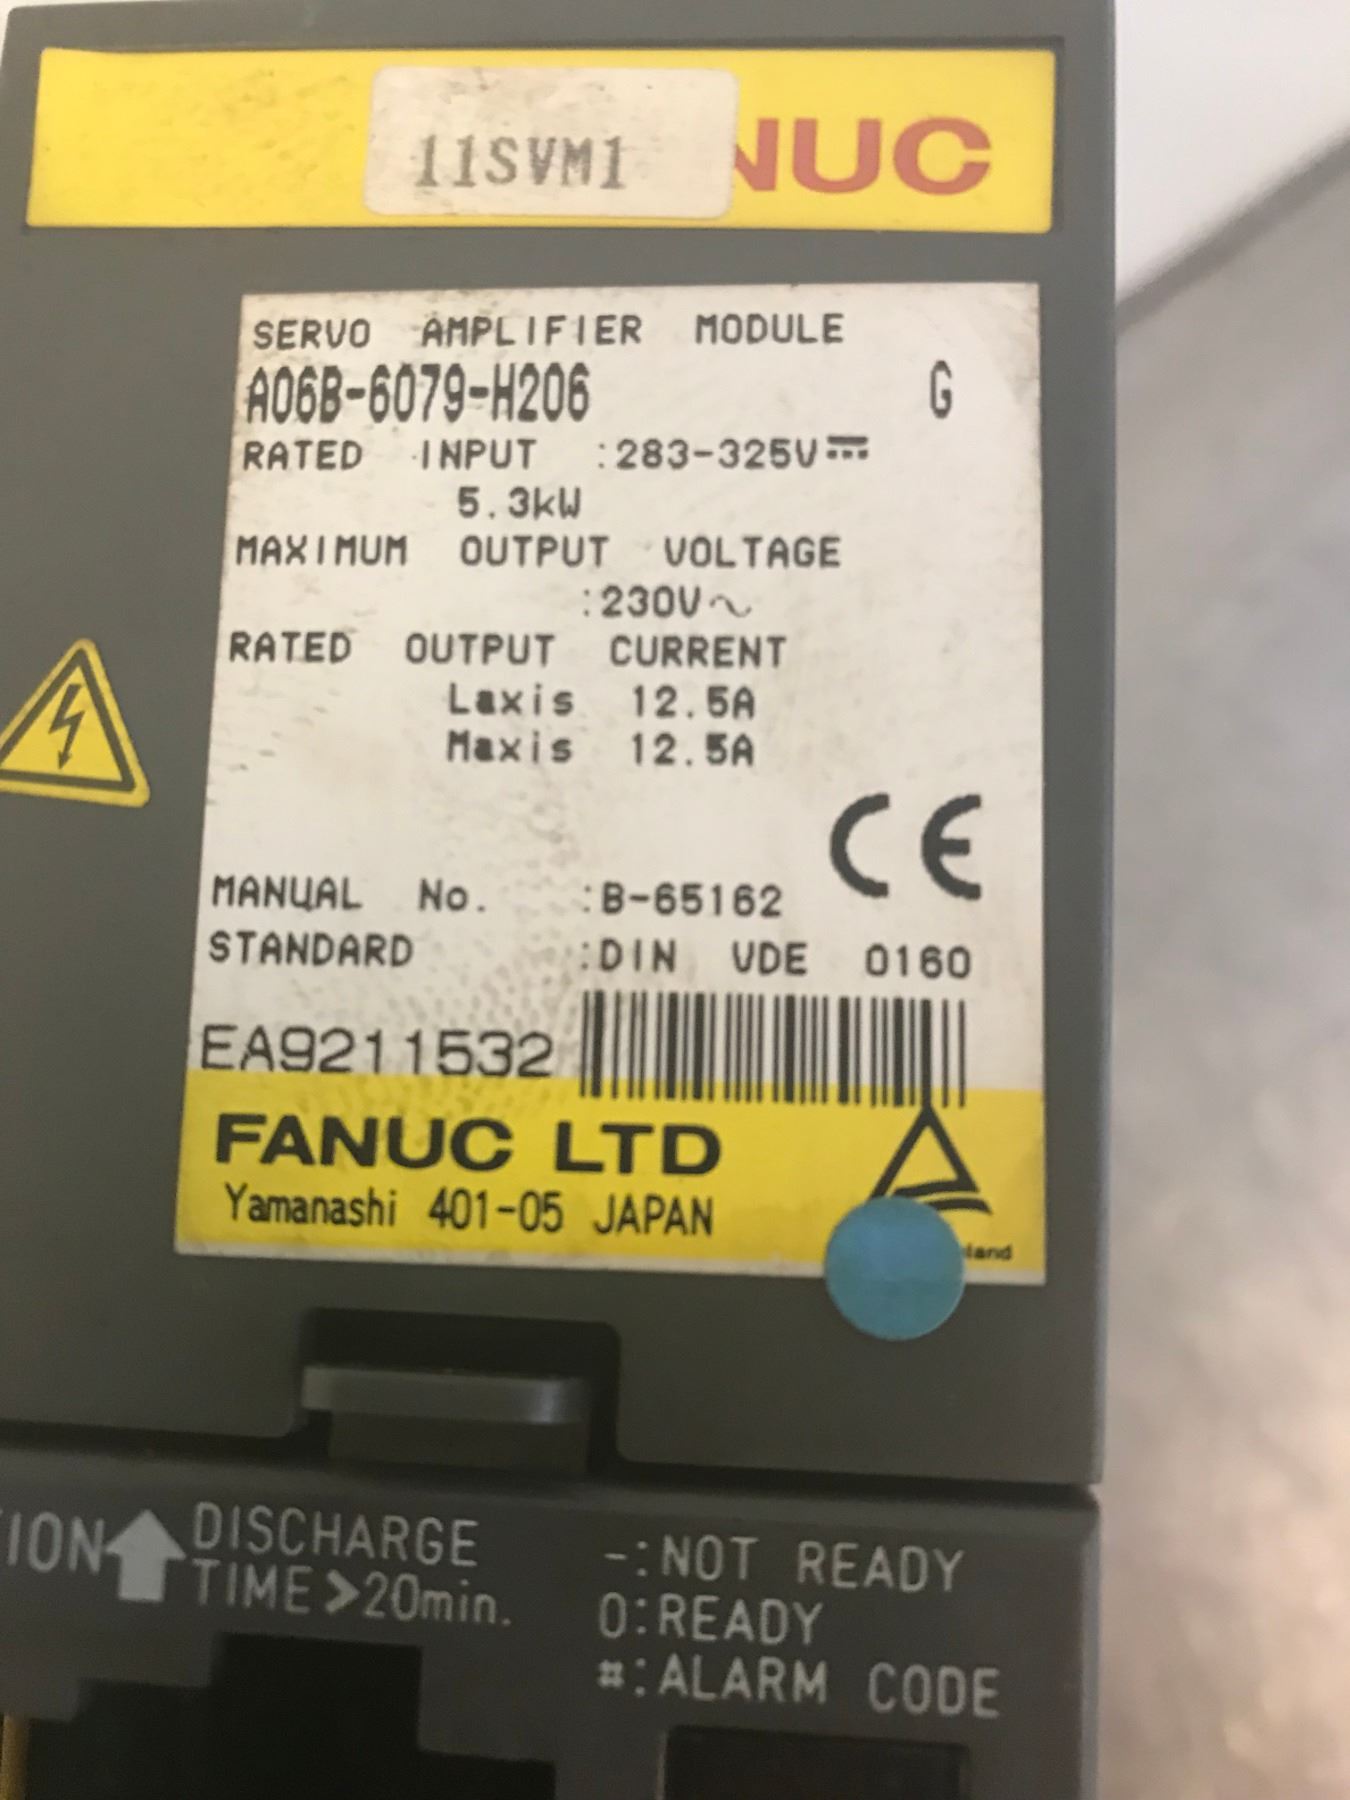 11SVM1
NUC
SERVO AMPLIFIER MODULE
A06B-6079-H206 G
RATED INPUT :283-325V⎓
5.3kW
MAXIMUM OUTPUT VOLTAGE
:230V~
RATED OUTPUT CURRENT
Laxis 12.5A
Maxis 12.5A
CE
MANUAL No. :B-65162
STANDARD :DIN VDE 0160
EA9211532
FANUC LTD
Yamanashi 401-05 JAPAN
land
ION DISCHARGE
TIME>20min.
-:NOT READY
0:READY
#:ALARM CODE